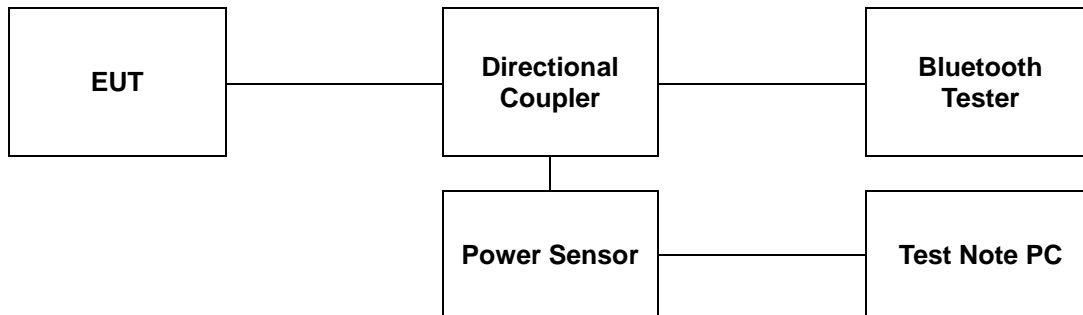 EUT
Directional
Coupler
Bluetooth
Tester
Power Sensor
Test Note PC